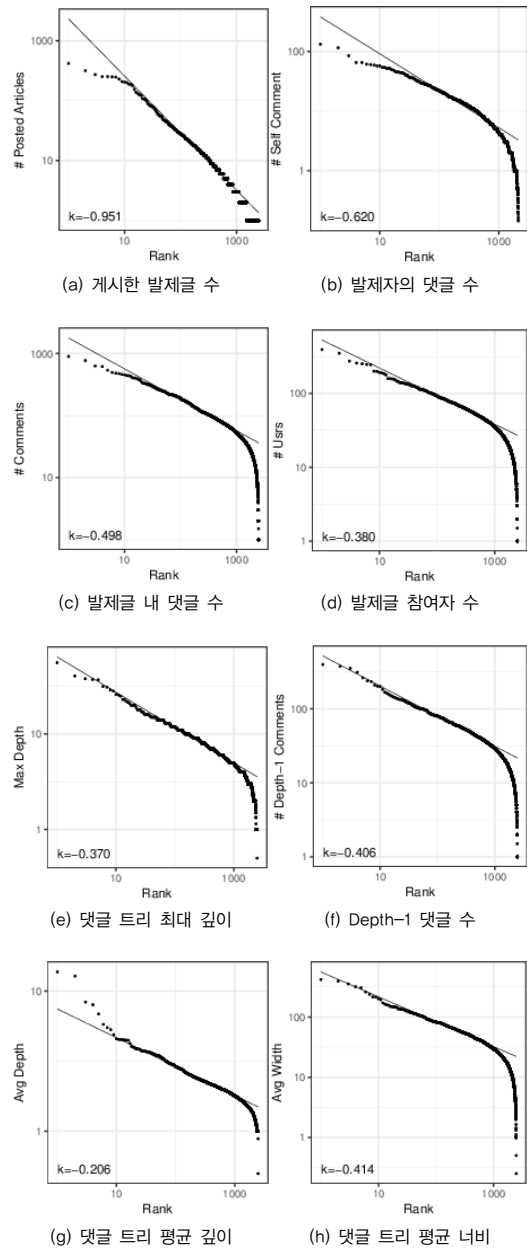 # Posted Articles
1000
10
k=−0.951
10
1000
Rank
(a) 게시한 발제글 수
# Self Comment
100
1
k=−0.620
10
1000
Rank
(b) 발제자의 댓글 수
# Comments
1000
10
k=−0.498
10
1000
Rank
(c) 발제글 내 댓글 수
# Usrs
100
10
1
k=−0.380
10
1000
Rank
(d) 발제글 참여자 수
Max Depth
10
1
k=−0.370
10
1000
Rank
(e) 댓글 트리 최대 깊이
# Depth−1 Comments
100
10
1
k=−0.406
10
1000
Rank
(f) Depth−1 댓글 수
Avg Depth
10
1
k=−0.206
10
1000
Rank
(g) 댓글 트리 평균 깊이
Avg Width
100
10
1
k=−0.414
10
1000
Rank
(h) 댓글 트리 평균 너비